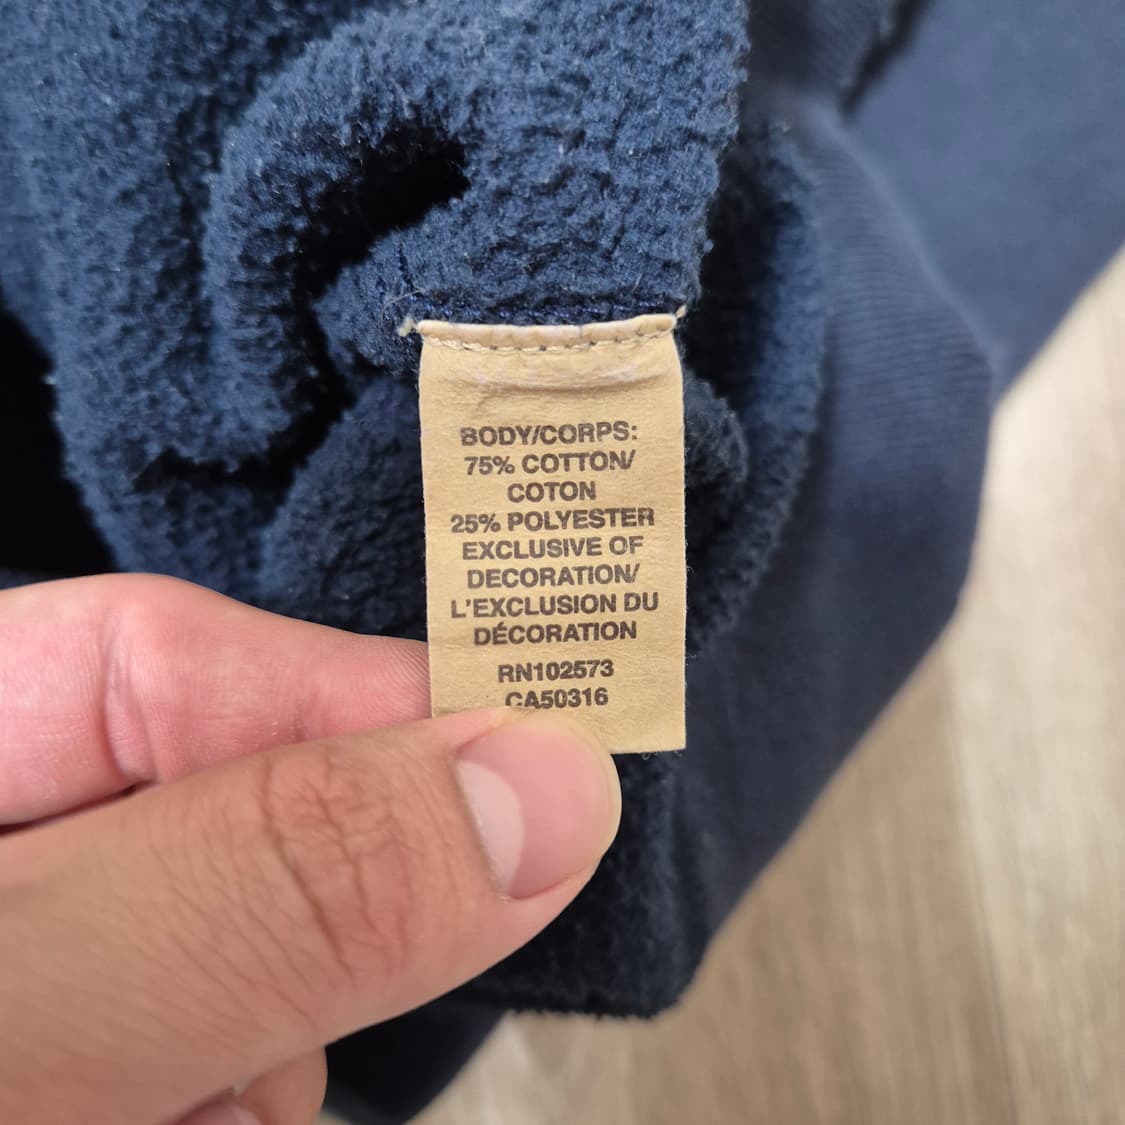 BODY/CORPS:
75% COTTON/
COTON
25% POLYESTER
EXCLUSIVE OF
DECORATION/
L'EXCLUSION DU
DÉCORATION
RN102573
CA50316